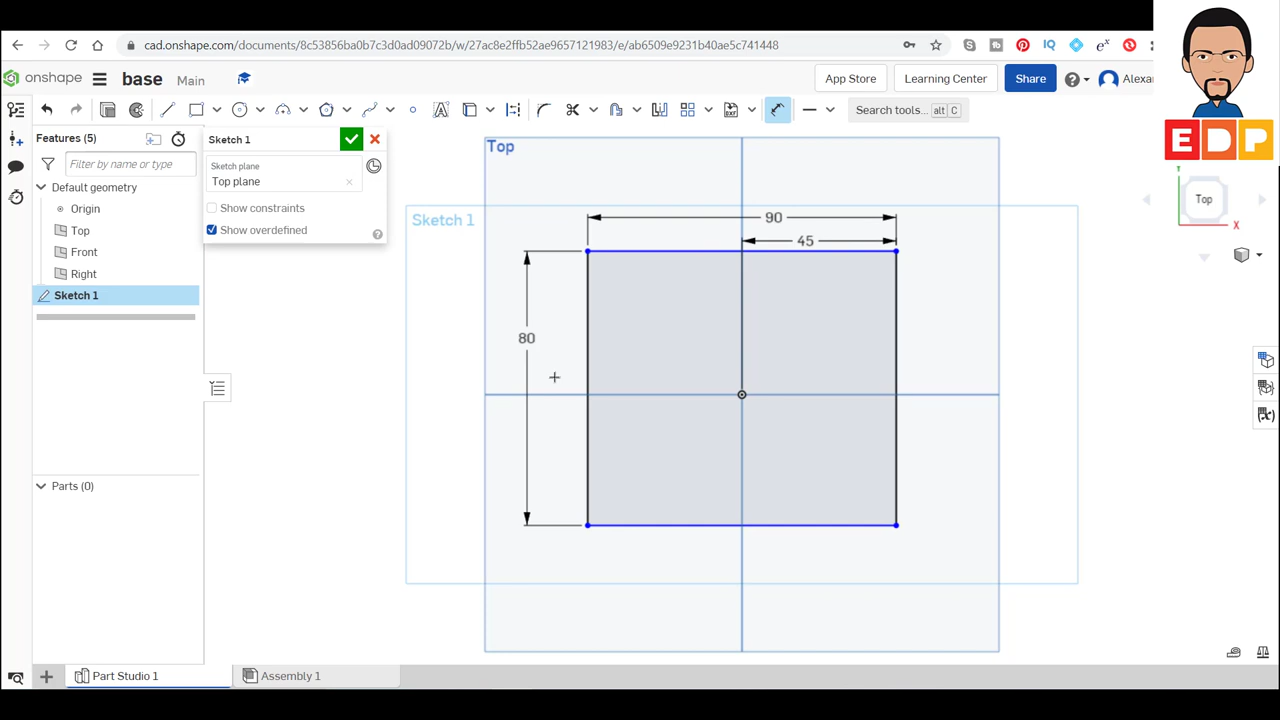 cad.onshape.com/documents/8c53856ba0b7c3d0ad09072b/w/27ac8e2ffb52ae9657121983/e/ab6509e9231b40ae5c741448
IQ
eˣ
onshape
base
Main
App Store
Learning Center
Share
Alexar
Search tools...
alt
C
EDP
Features (5)
Filter by name or type
Default geometry
Origin
Top
Front
Right
Sketch 1
Parts (0)
Sketch 1
Sketch plane
Top plane
Show constraints
Show overdefined
Top
Sketch 1
90
45
80
Y
Top
X
Part Studio 1
Assembly 1